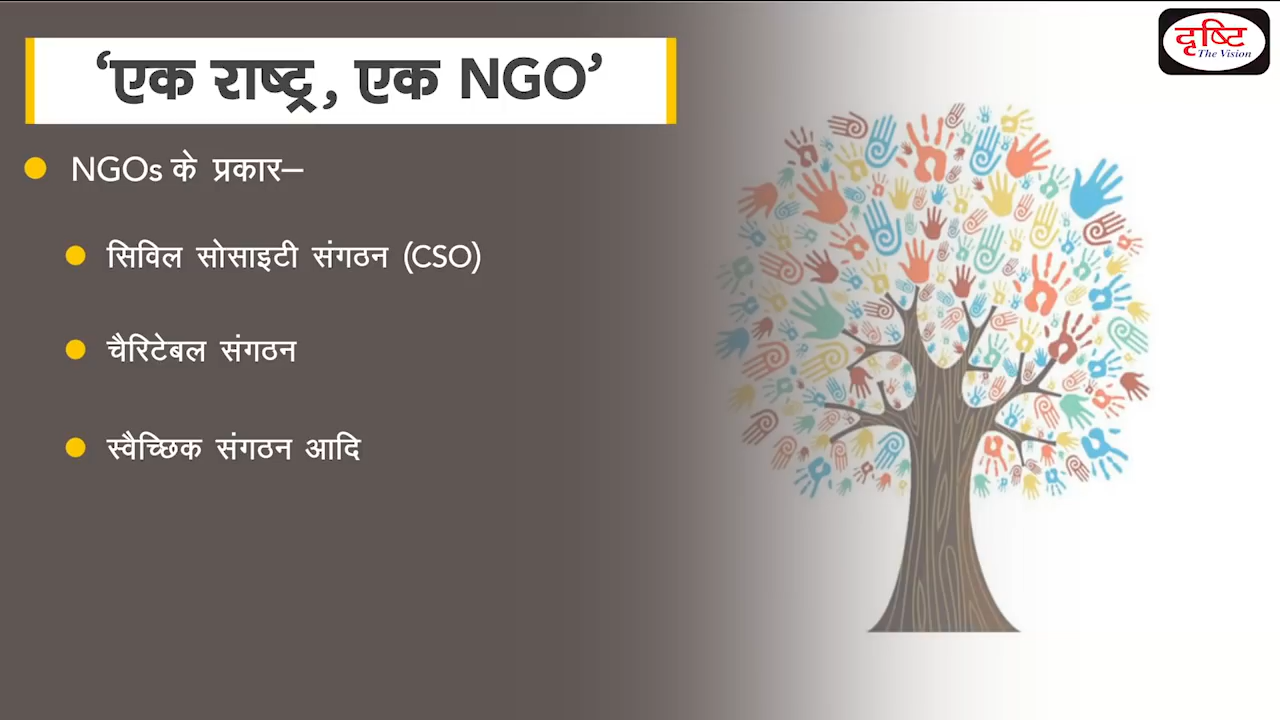 ‘एक राष्ट्र, एक NGO’
दृष्टि
The Vision
NGOs के प्रकार–
सिविल सोसाइटी संगठन (CSO)
चैरिटेबल संगठन
स्वैच्छिक संगठन आदि